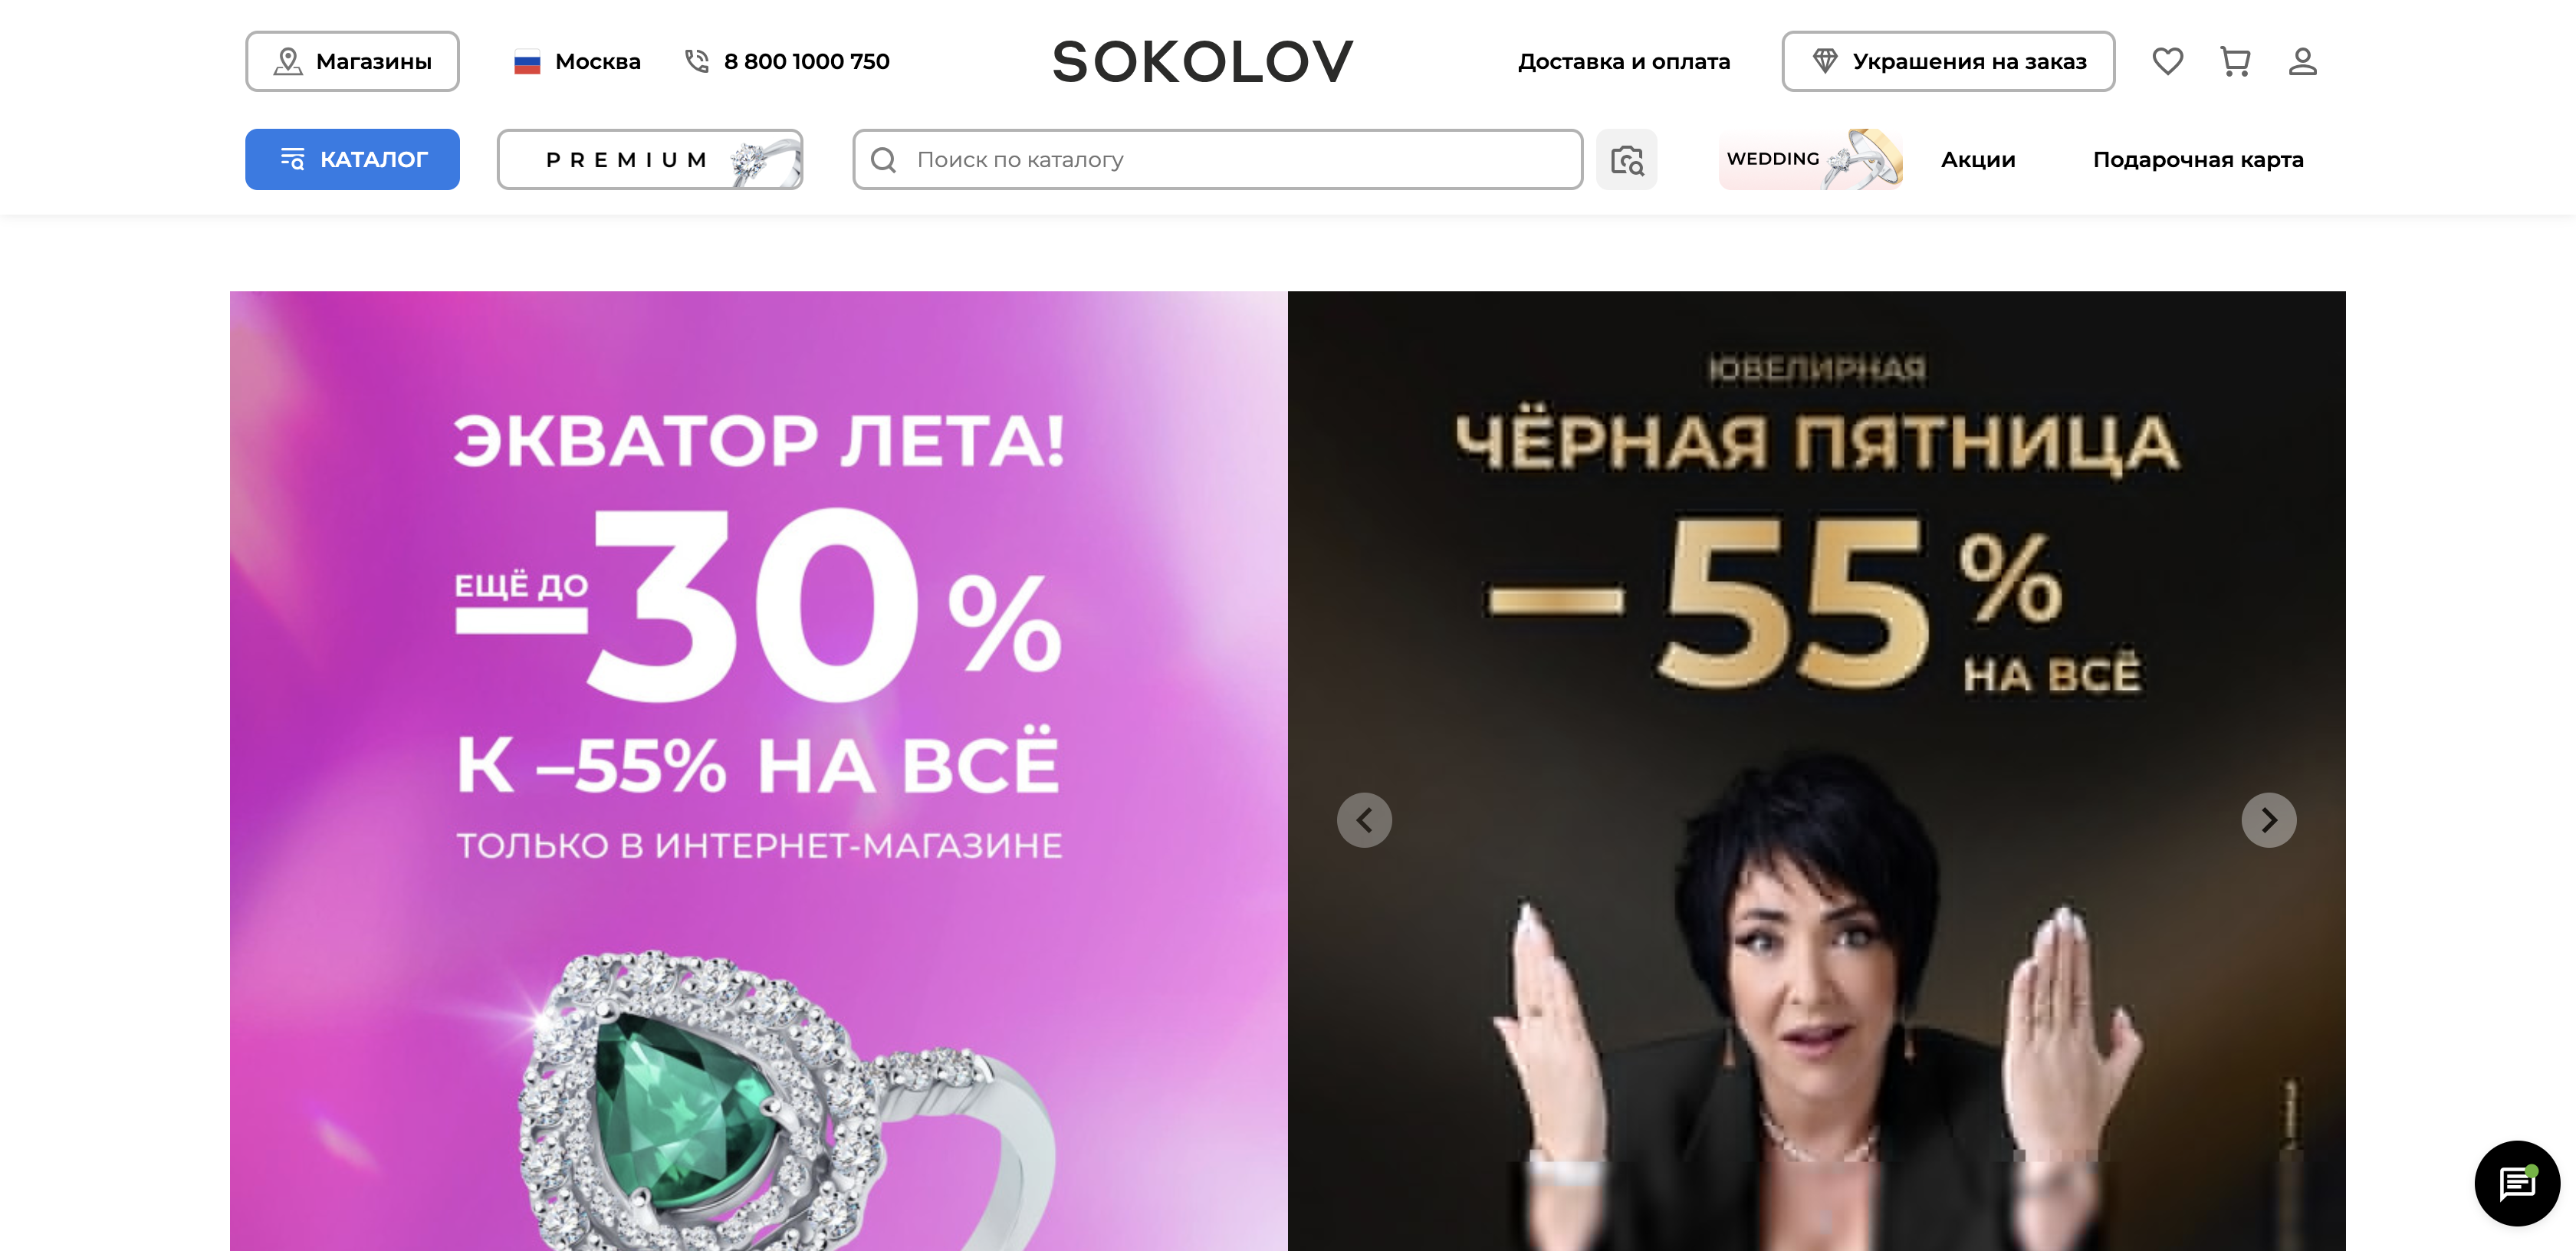 Магазины
Москва
8 800 1000 750
SOKOLOV
Доставка и оплата
Украшения на заказ
КАТАЛОГ
PREMIUM
Поиск по каталогу
WEDDING
Акции
Подарочная карта
ЭКВАТОР ЛЕТА!
ЕЩЁ ДО
–30%
К –55% НА ВСЁ
ТОЛЬКО В ИНТЕРНЕТ-МАГАЗИНЕ
ЮВЕЛИРНАЯ
ЧЁРНАЯ ПЯТНИЦА
–55%
НА ВСЁ